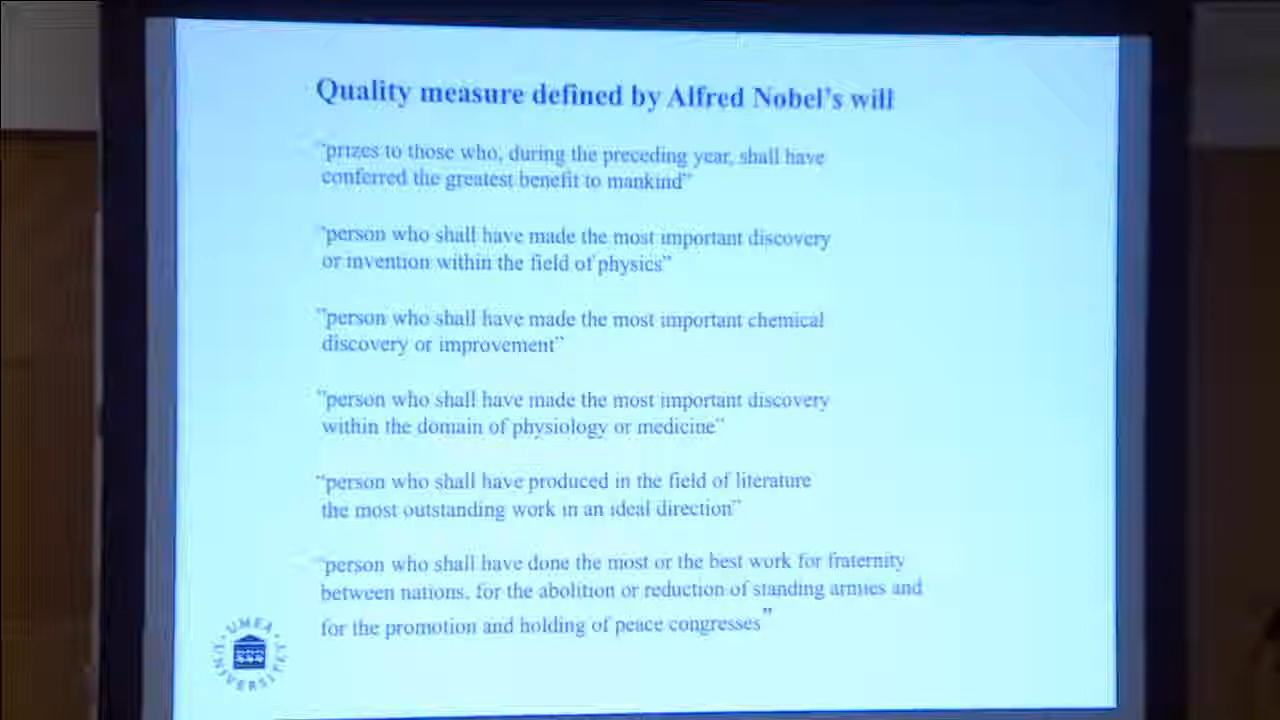 Quality measure defined by Alfred Nobel's will
"prizes to those who, during the preceding year, shall have
conferred the greatest benefit to mankind"
"person who shall have made the most important discovery
or invention within the field of physics"
"person who shall have made the most important chemical
discovery or improvement"
"person who shall have made the most important discovery
within the domain of physiology or medicine"
"person who shall have produced in the field of literature
the most outstanding work in an ideal direction"
"person who shall have done the most or the best work for fraternity
between nations, for the abolition or reduction of standing armies and
for the promotion and holding of peace congresses"
UMEÅ UNIVERSITET